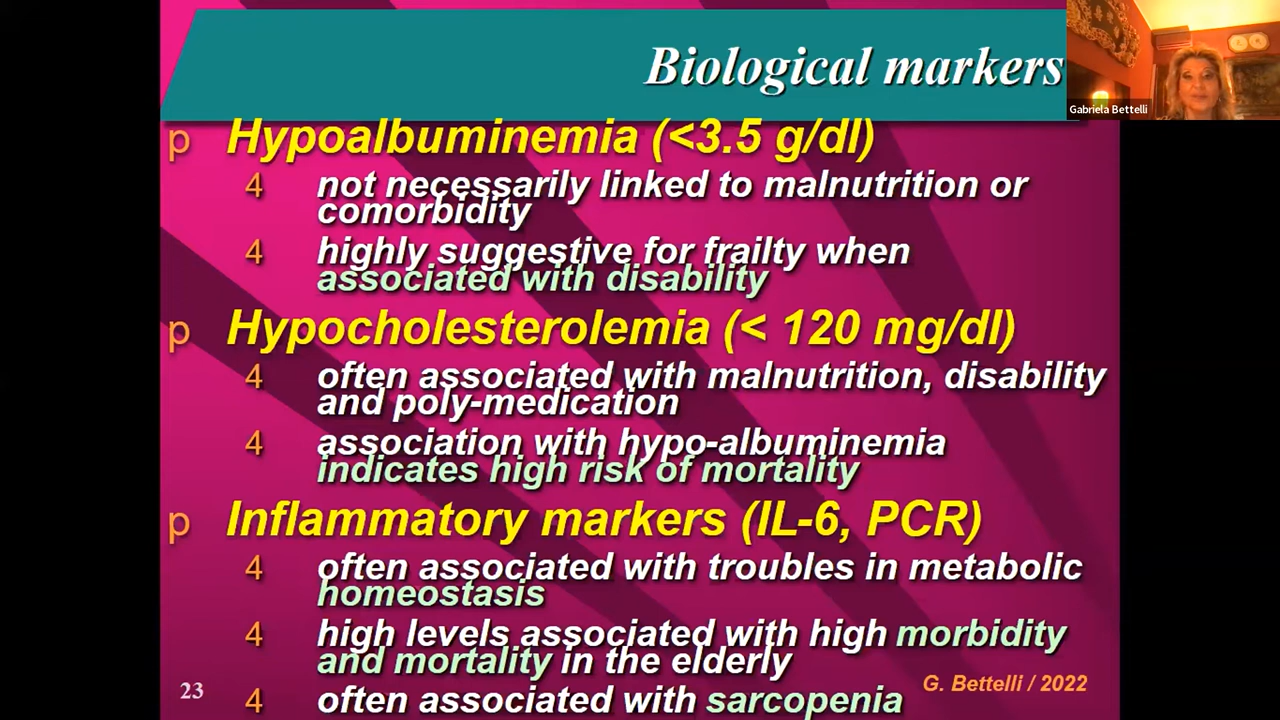 Biological markers
Gabriela Bettelli
p Hypoalbuminemia (<3.5 g/dl)
4 not necessarily linked to malnutrition or
comorbidity
4 highly suggestive for frailty when
associated with disability
p Hypocholesterolemia (< 120 mg/dl)
4 often associated with malnutrition, disability
and poly-medication
4 association with hypo-albuminemia
indicates high risk of mortality
p Inflammatory markers (IL-6, PCR)
4 often associated with troubles in metabolic
homeostasis
4 high levels associated with high morbidity
and mortality in the elderly
4 often associated with sarcopenia
23
G. Bettelli / 2022